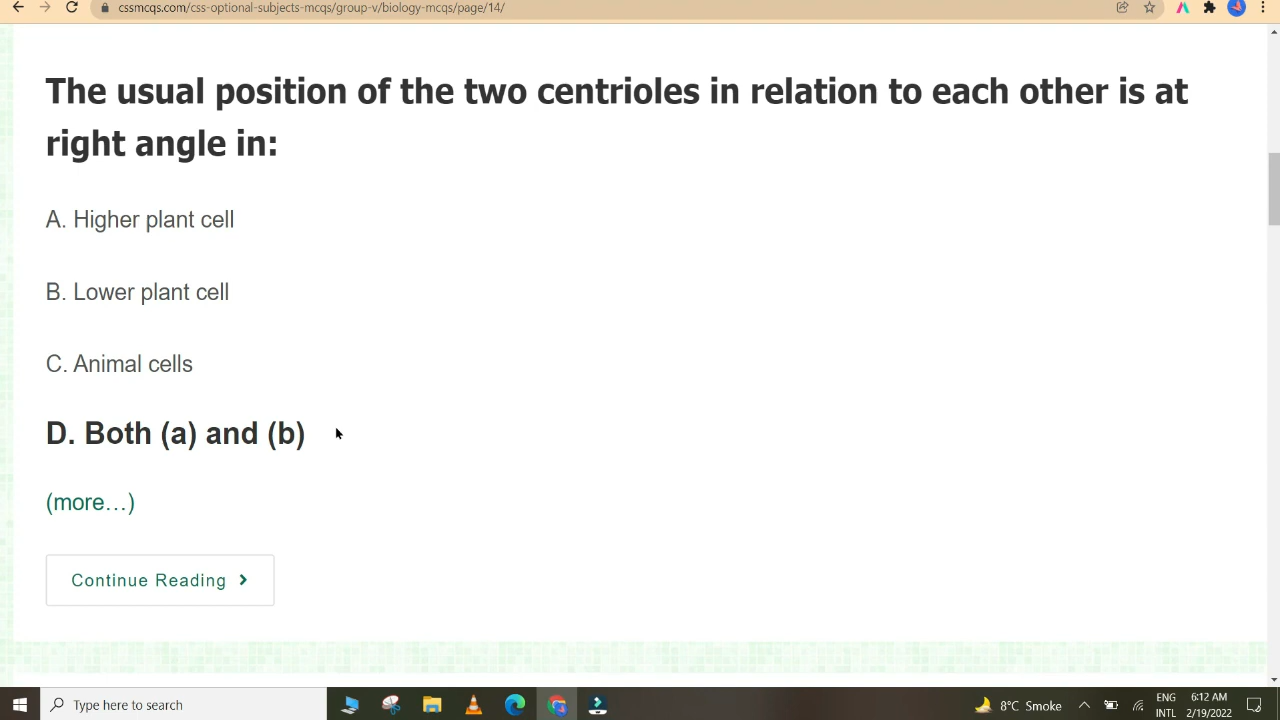 cssmcqs.com/css-optional-subjects-mcqs/group-v/biology-mcqs/page/14/
The usual position of the two centrioles in relation to each other is at
right angle in:
A. Higher plant cell
B. Lower plant cell
C. Animal cells
D. Both (a) and (b)
(more…)
Continue Reading
Type here to search
8°C Smoke
ENG
INTL
6:12 AM
2/19/2022